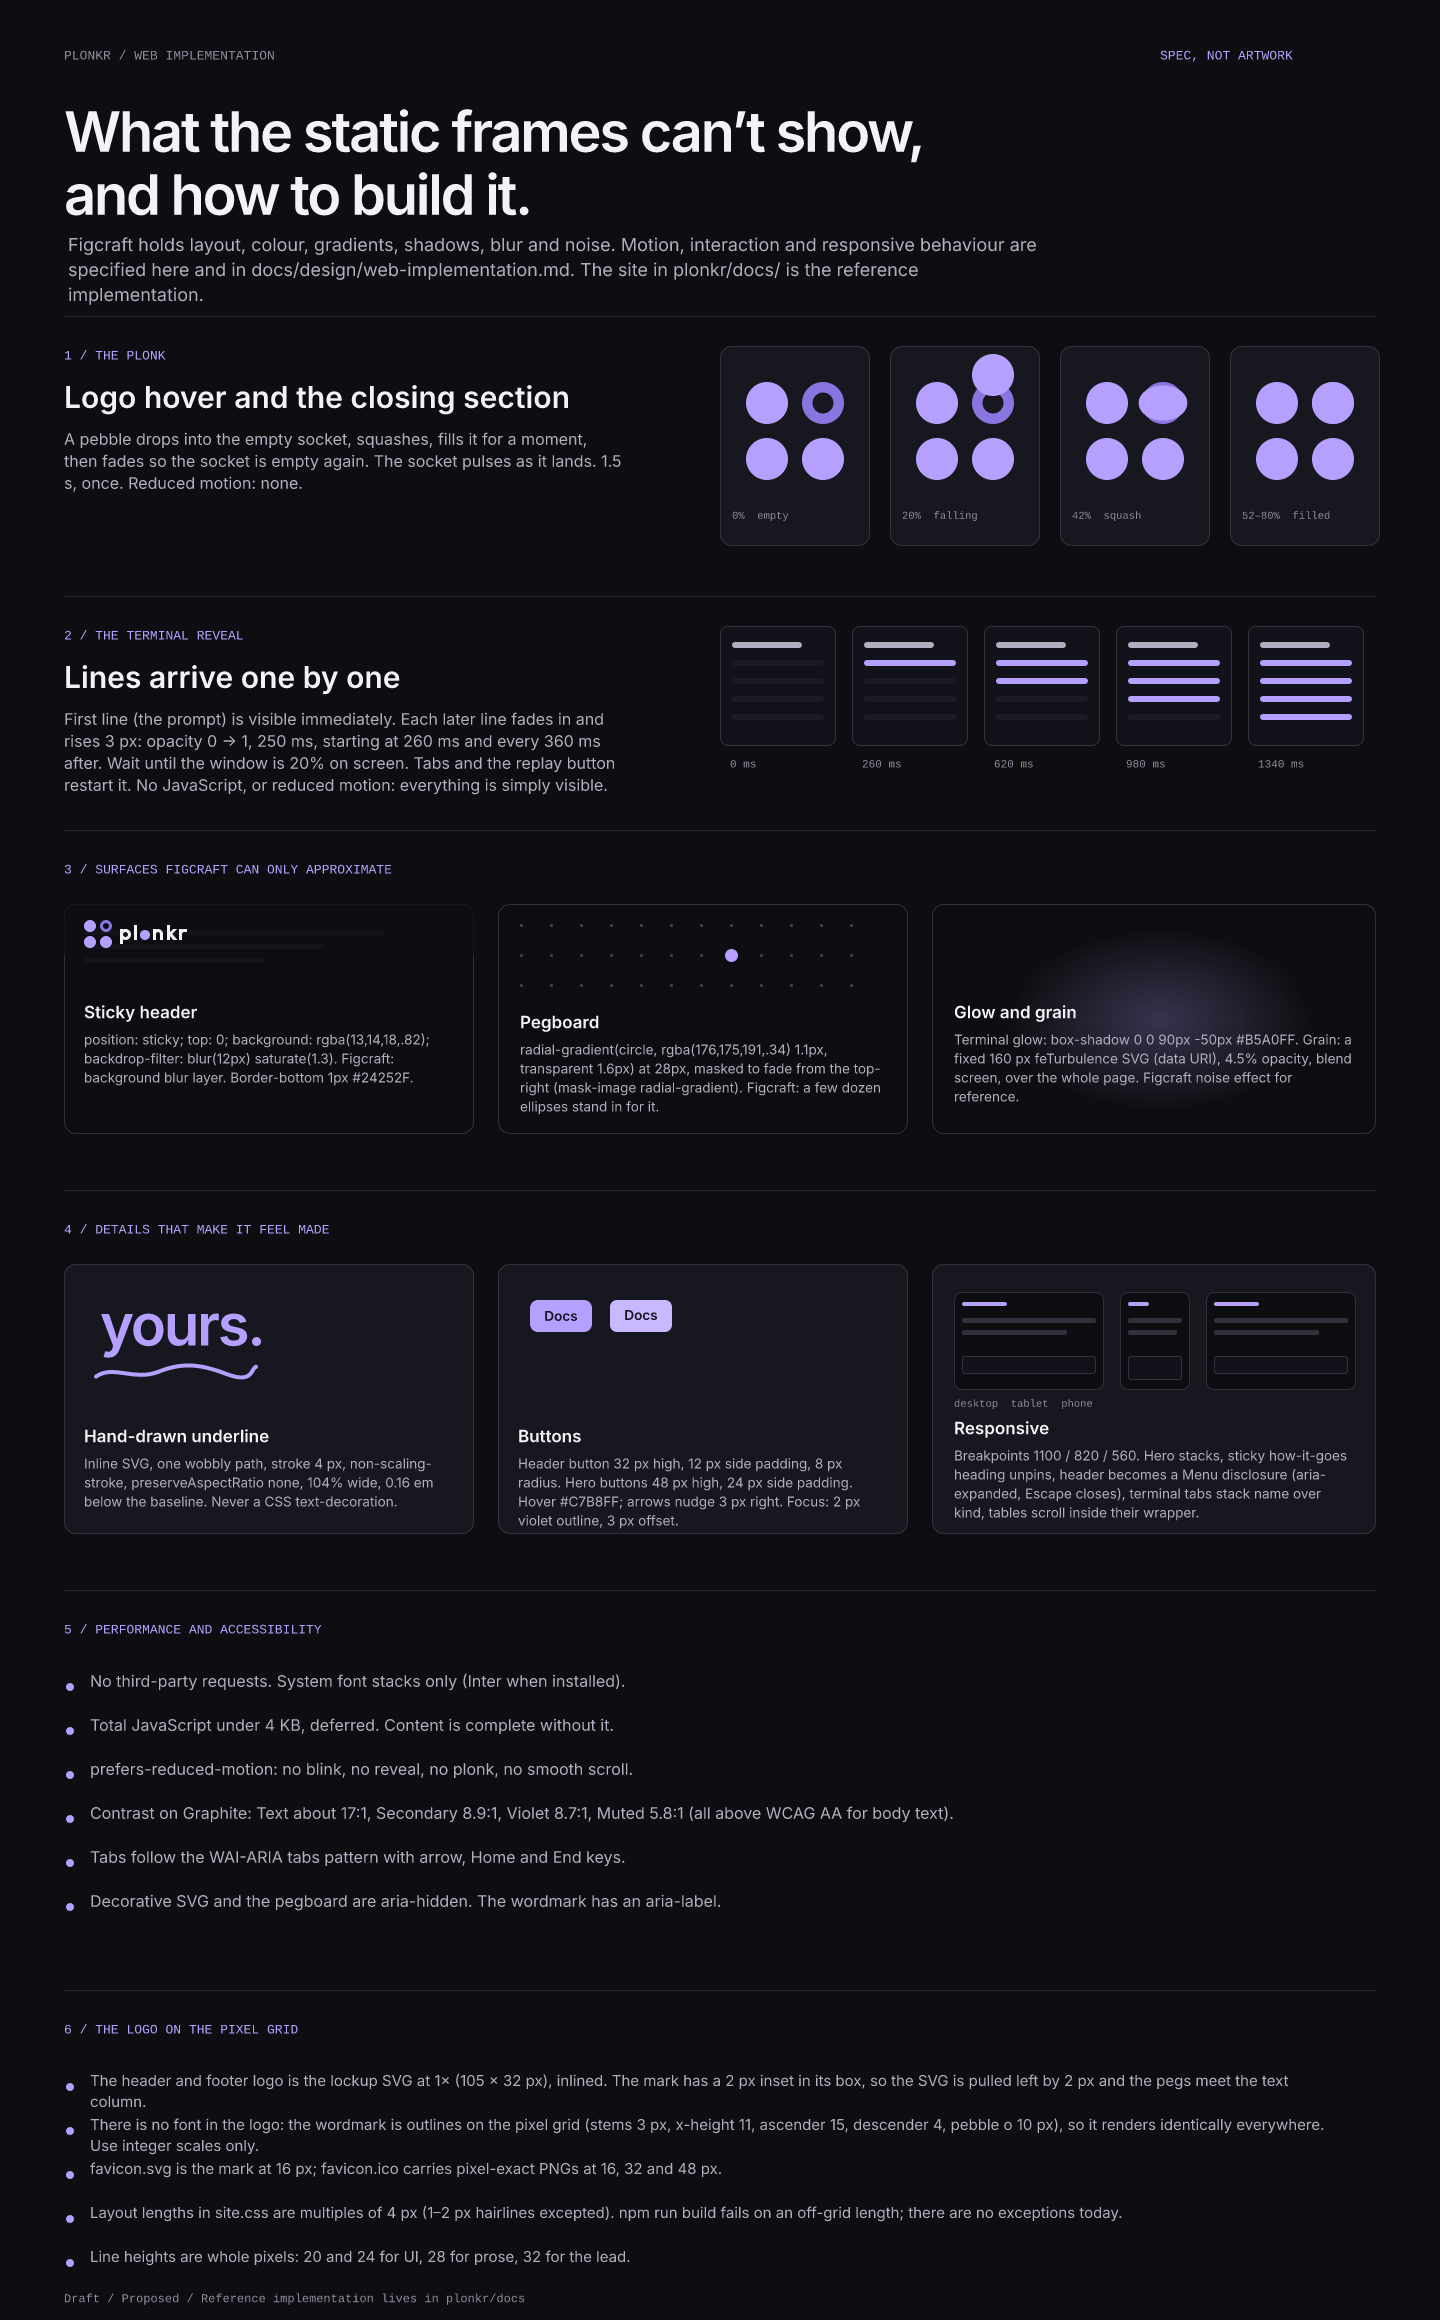 PLONKR / WEB IMPLEMENTATION
SPEC, NOT ARTWORK
What the static frames can’t show,
and how to build it.
Figcraft holds layout, colour, gradients, shadows, blur and noise. Motion, interaction and responsive behaviour are
specified here and in docs/design/web-implementation.md. The site in plonkr/docs/ is the reference
implementation.
1 / THE PLONK
Logo hover and the closing section
A pebble drops into the empty socket, squashes, fills it for a moment,
then fades so the socket is empty again. The socket pulses as it lands. 1.5
s, once. Reduced motion: none.
0% empty
20% falling
42% squash
52–80% filled
2 / THE TERMINAL REVEAL
Lines arrive one by one
First line (the prompt) is visible immediately. Each later line fades in and
rises 3 px: opacity 0 → 1, 250 ms, starting at 260 ms and every 360 ms
after. Wait until the window is 20% on screen. Tabs and the replay button
restart it. No JavaScript, or reduced motion: everything is simply visible.
0 ms
260 ms
620 ms
980 ms
1340 ms
3 / SURFACES FIGCRAFT CAN ONLY APPROXIMATE
plonkr
Sticky header
position: sticky; top: 0; background: rgba(13,14,18,.82);
backdrop-filter: blur(12px) saturate(1.3). Figcraft:
background blur layer. Border-bottom 1px #24252F.
Pegboard
radial-gradient(circle, rgba(176,175,191,.34) 1.1px,
transparent 1.6px) at 28px, masked to fade from the top-
right (mask-image radial-gradient). Figcraft: a few dozen
ellipses stand in for it.
Glow and grain
Terminal glow: box-shadow 0 0 90px -50px #B5A0FF. Grain: a
fixed 160 px feTurbulence SVG (data URI), 4.5% opacity, blend
screen, over the whole page. Figcraft noise effect for
reference.
4 / DETAILS THAT MAKE IT FEEL MADE
yours.
Hand-drawn underline
Inline SVG, one wobbly path, stroke 4 px, non-scaling-
stroke, preserveAspectRatio none, 104% wide, 0.16 em
below the baseline. Never a CSS text-decoration.
Docs
Docs
Buttons
Header button 32 px high, 12 px side padding, 8 px
radius. Hero buttons 48 px high, 24 px side padding.
Hover #C7B8FF; arrows nudge 3 px right. Focus: 2 px
violet outline, 3 px offset.
desktop tablet phone
Responsive
Breakpoints 1100 / 820 / 560. Hero stacks, sticky how-it-goes
heading unpins, header becomes a Menu disclosure (aria-
expanded, Escape closes), terminal tabs stack name over
kind, tables scroll inside their wrapper.
5 / PERFORMANCE AND ACCESSIBILITY
No third-party requests. System font stacks only (Inter when installed).
Total JavaScript under 4 KB, deferred. Content is complete without it.
prefers-reduced-motion: no blink, no reveal, no plonk, no smooth scroll.
Contrast on Graphite: Text about 17:1, Secondary 8.9:1, Violet 8.7:1, Muted 5.8:1 (all above WCAG AA for body text).
Tabs follow the WAI-ARIA tabs pattern with arrow, Home and End keys.
Decorative SVG and the pegboard are aria-hidden. The wordmark has an aria-label.
6 / THE LOGO ON THE PIXEL GRID
The header and footer logo is the lockup SVG at 1× (105 × 32 px), inlined. The mark has a 2 px inset in its box, so the SVG is pulled left by 2 px and the pegs meet the text
column.
There is no font in the logo: the wordmark is outlines on the pixel grid (stems 3 px, x-height 11, ascender 15, descender 4, pebble o 10 px), so it renders identically everywhere.
Use integer scales only.
favicon.svg is the mark at 16 px; favicon.ico carries pixel-exact PNGs at 16, 32 and 48 px.
Layout lengths in site.css are multiples of 4 px (1–2 px hairlines excepted). npm run build fails on an off-grid length; there are no exceptions today.
Line heights are whole pixels: 20 and 24 for UI, 28 for prose, 32 for the lead.
Draft / Proposed / Reference implementation lives in plonkr/docs